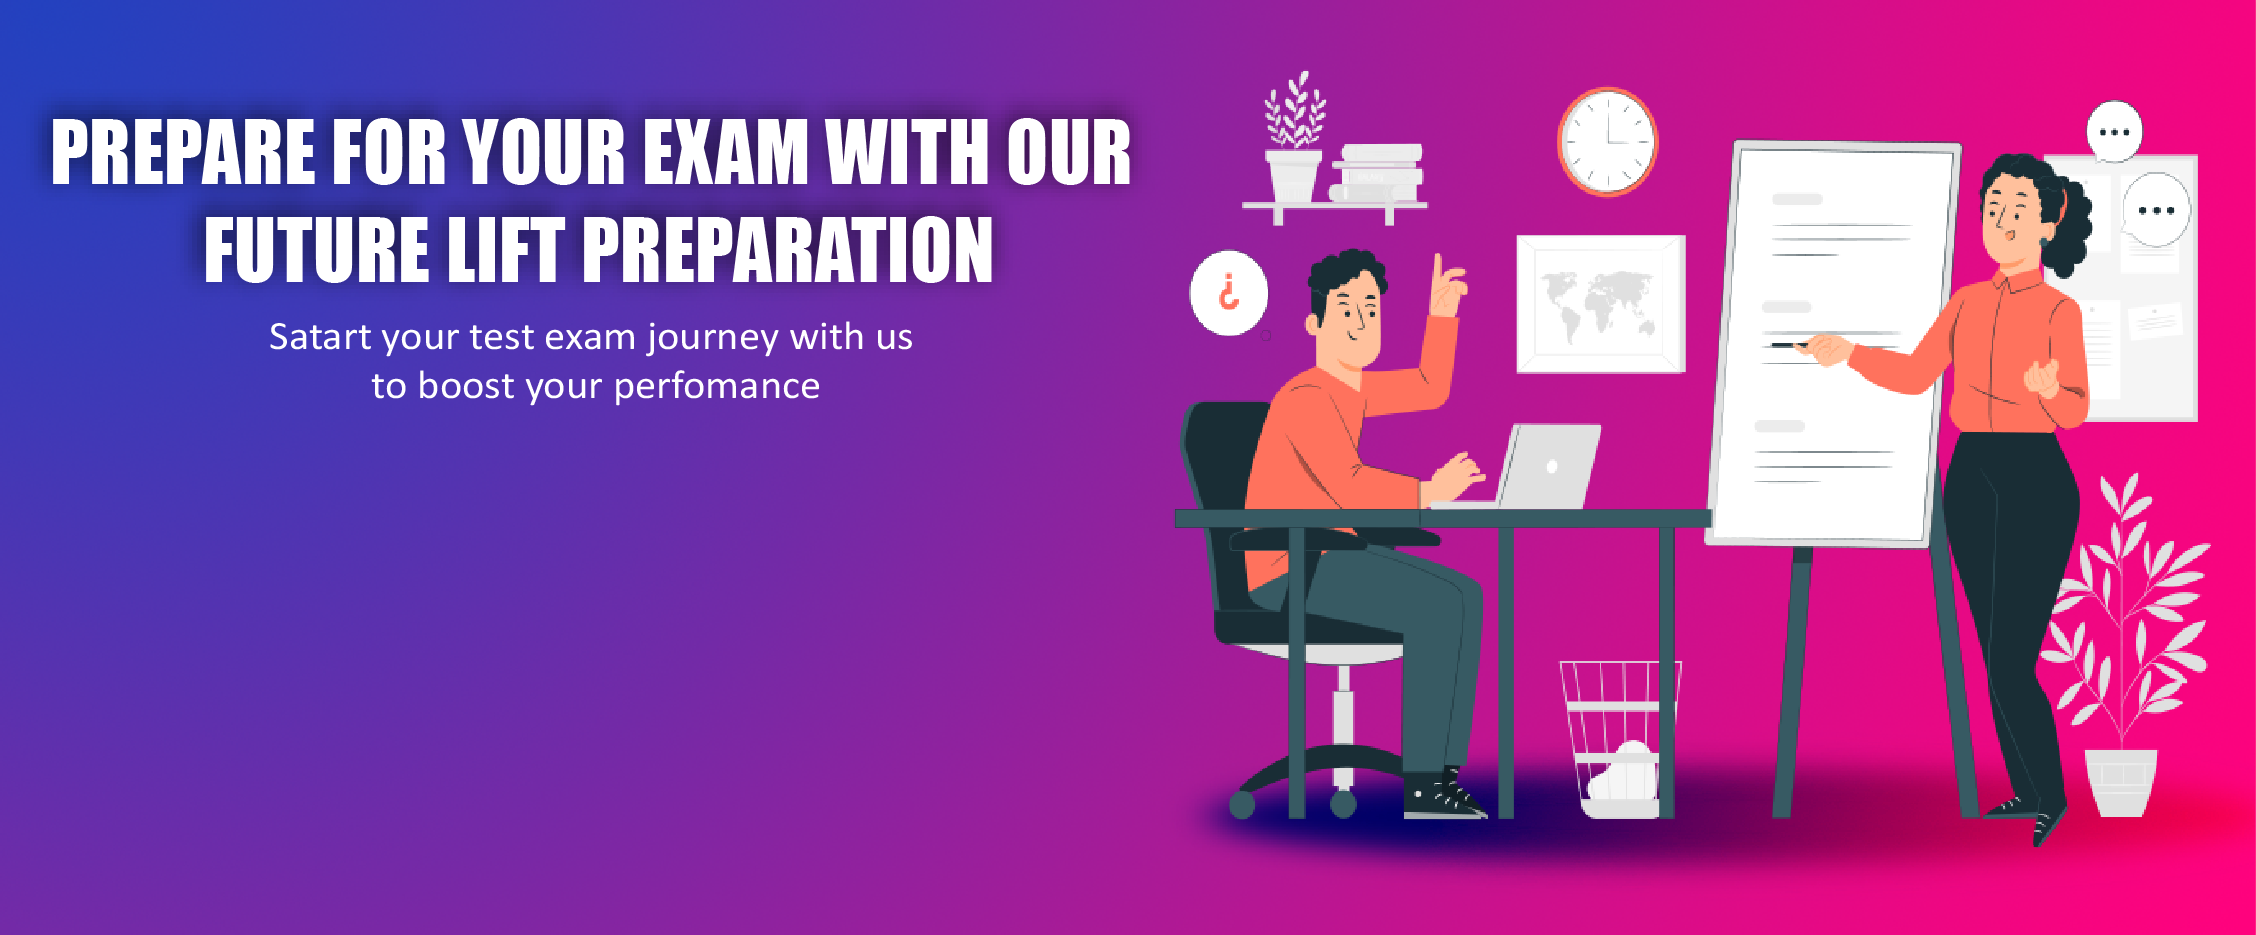 PREPARE FOR YOUR EXAM WITH OUR
FUTURE LIFT PREPARATION
Satart your test exam journey with us
to boost your perfomance
¿